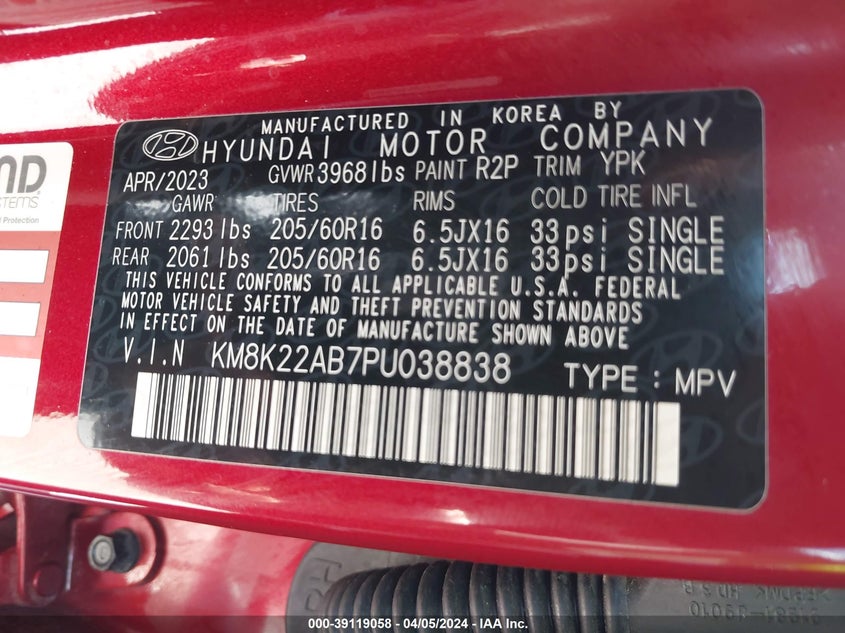 MANUFACTURED IN KOREA BY
HYUNDAI MOTOR COMPANY
APR/2023 GVWR 3968 lbs PAINT R2P TRIM YPK
GAWR TIRES RIMS COLD TIRE INFL
FRONT 2293 lbs 205/60R16 6.5JX16 33psi SINGLE
REAR 2061 lbs 205/60R16 6.5JX16 33psi SINGLE
THIS VEHICLE CONFORMS TO ALL APPLICABLE U.S.A. FEDERAL
MOTOR VEHICLE SAFETY AND THEFT PREVENTION STANDARDS
IN EFFECT ON THE DATE OF MANUFACTURE SHOWN ABOVE
V.I.N KM8K22AB7PU038838 TYPE : MPV
Protection
000-39119058 - 04/05/2024 - IAA Inc.